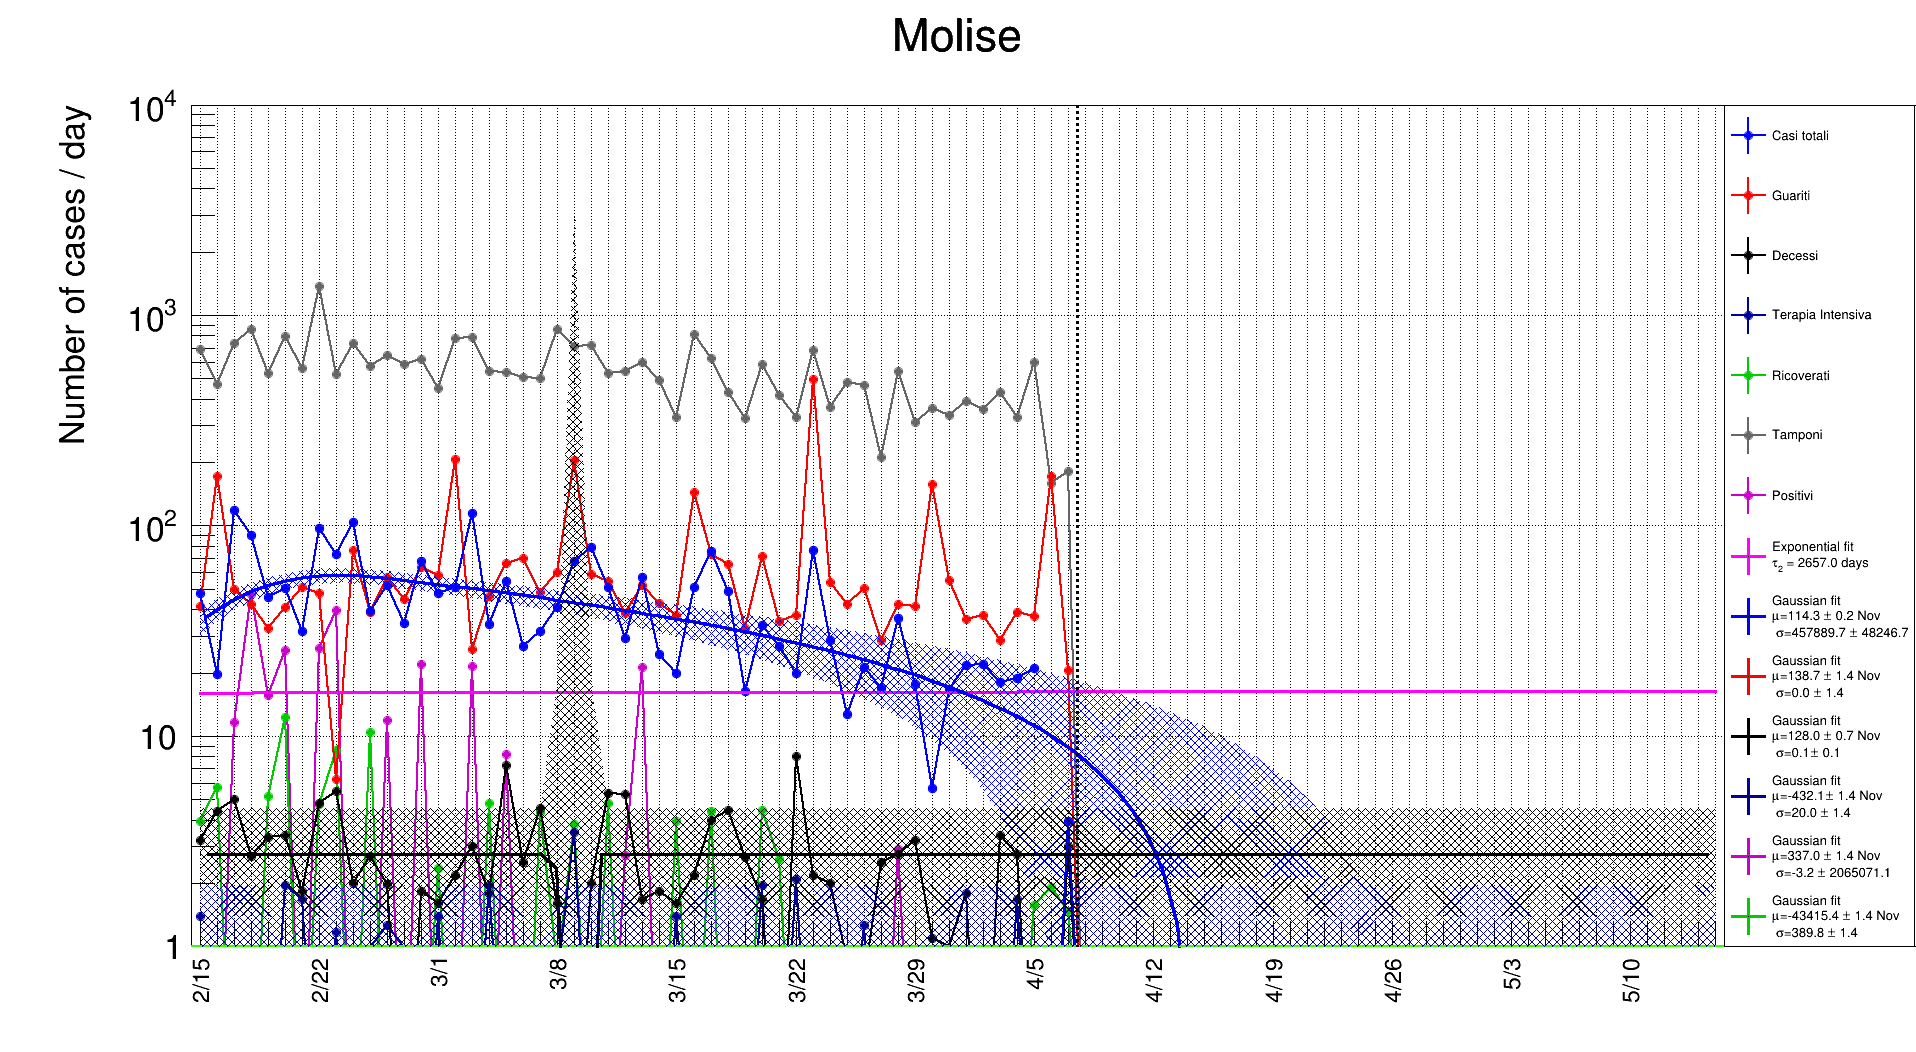 Molise
Number of cases / day
10⁴
10³
10²
10
1
2/15
2/22
3/1
3/8
3/15
3/22
3/29
4/5
4/12
4/19
4/26
5/3
5/10
Casi totali
Guariti
Decessi
Terapia Intensiva
Ricoverati
Tamponi
Positivi
Exponential fit
τ₂ = 2657.0 days
Gaussian fit
μ=114.3 ± 0.2 Nov
σ=457889.7 ± 48246.7
Gaussian fit
μ=138.7 ± 1.4 Nov
σ=0.0 ± 1.4
Gaussian fit
μ=128.0 ± 0.7 Nov
σ=0.1 ± 0.1
Gaussian fit
μ=-432.1 ± 1.4 Nov
σ=20.0 ± 1.4
Gaussian fit
μ=337.0 ± 1.4 Nov
σ=-3.2 ± 2065071.1
Gaussian fit
μ=-43415.4 ± 1.4 Nov
σ=389.8 ± 1.4